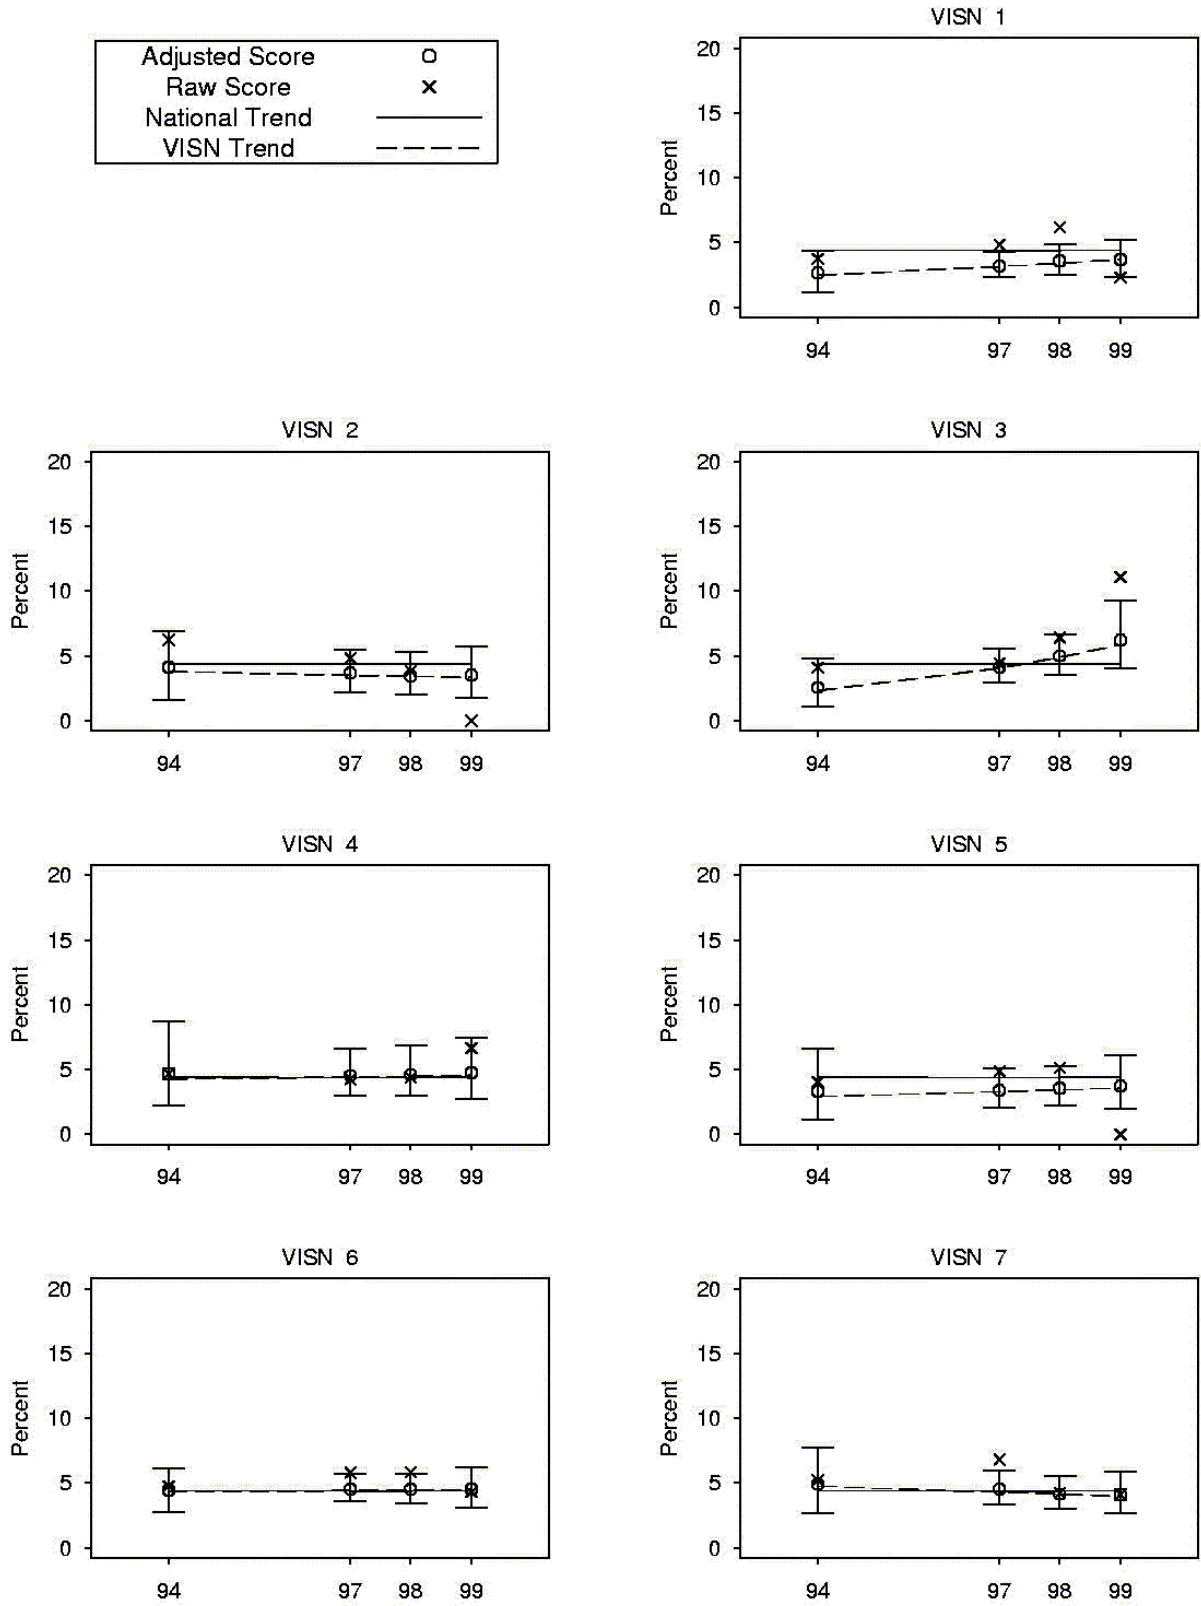 Adjusted Score
Raw Score
National Trend
VISN Trend
VISN 1
20
15
10
5
0
Percent
94 97 98 99
VISN 2
20
15
10
5
0
Percent
94 97 98 99
VISN 3
20
15
10
5
0
Percent
94 97 98 99
VISN 4
20
15
10
5
0
Percent
94 97 98 99
VISN 5
20
15
10
5
0
Percent
94 97 98 99
VISN 6
20
15
10
5
0
Percent
94 97 98 99
VISN 7
20
15
10
5
0
Percent
94 97 98 99